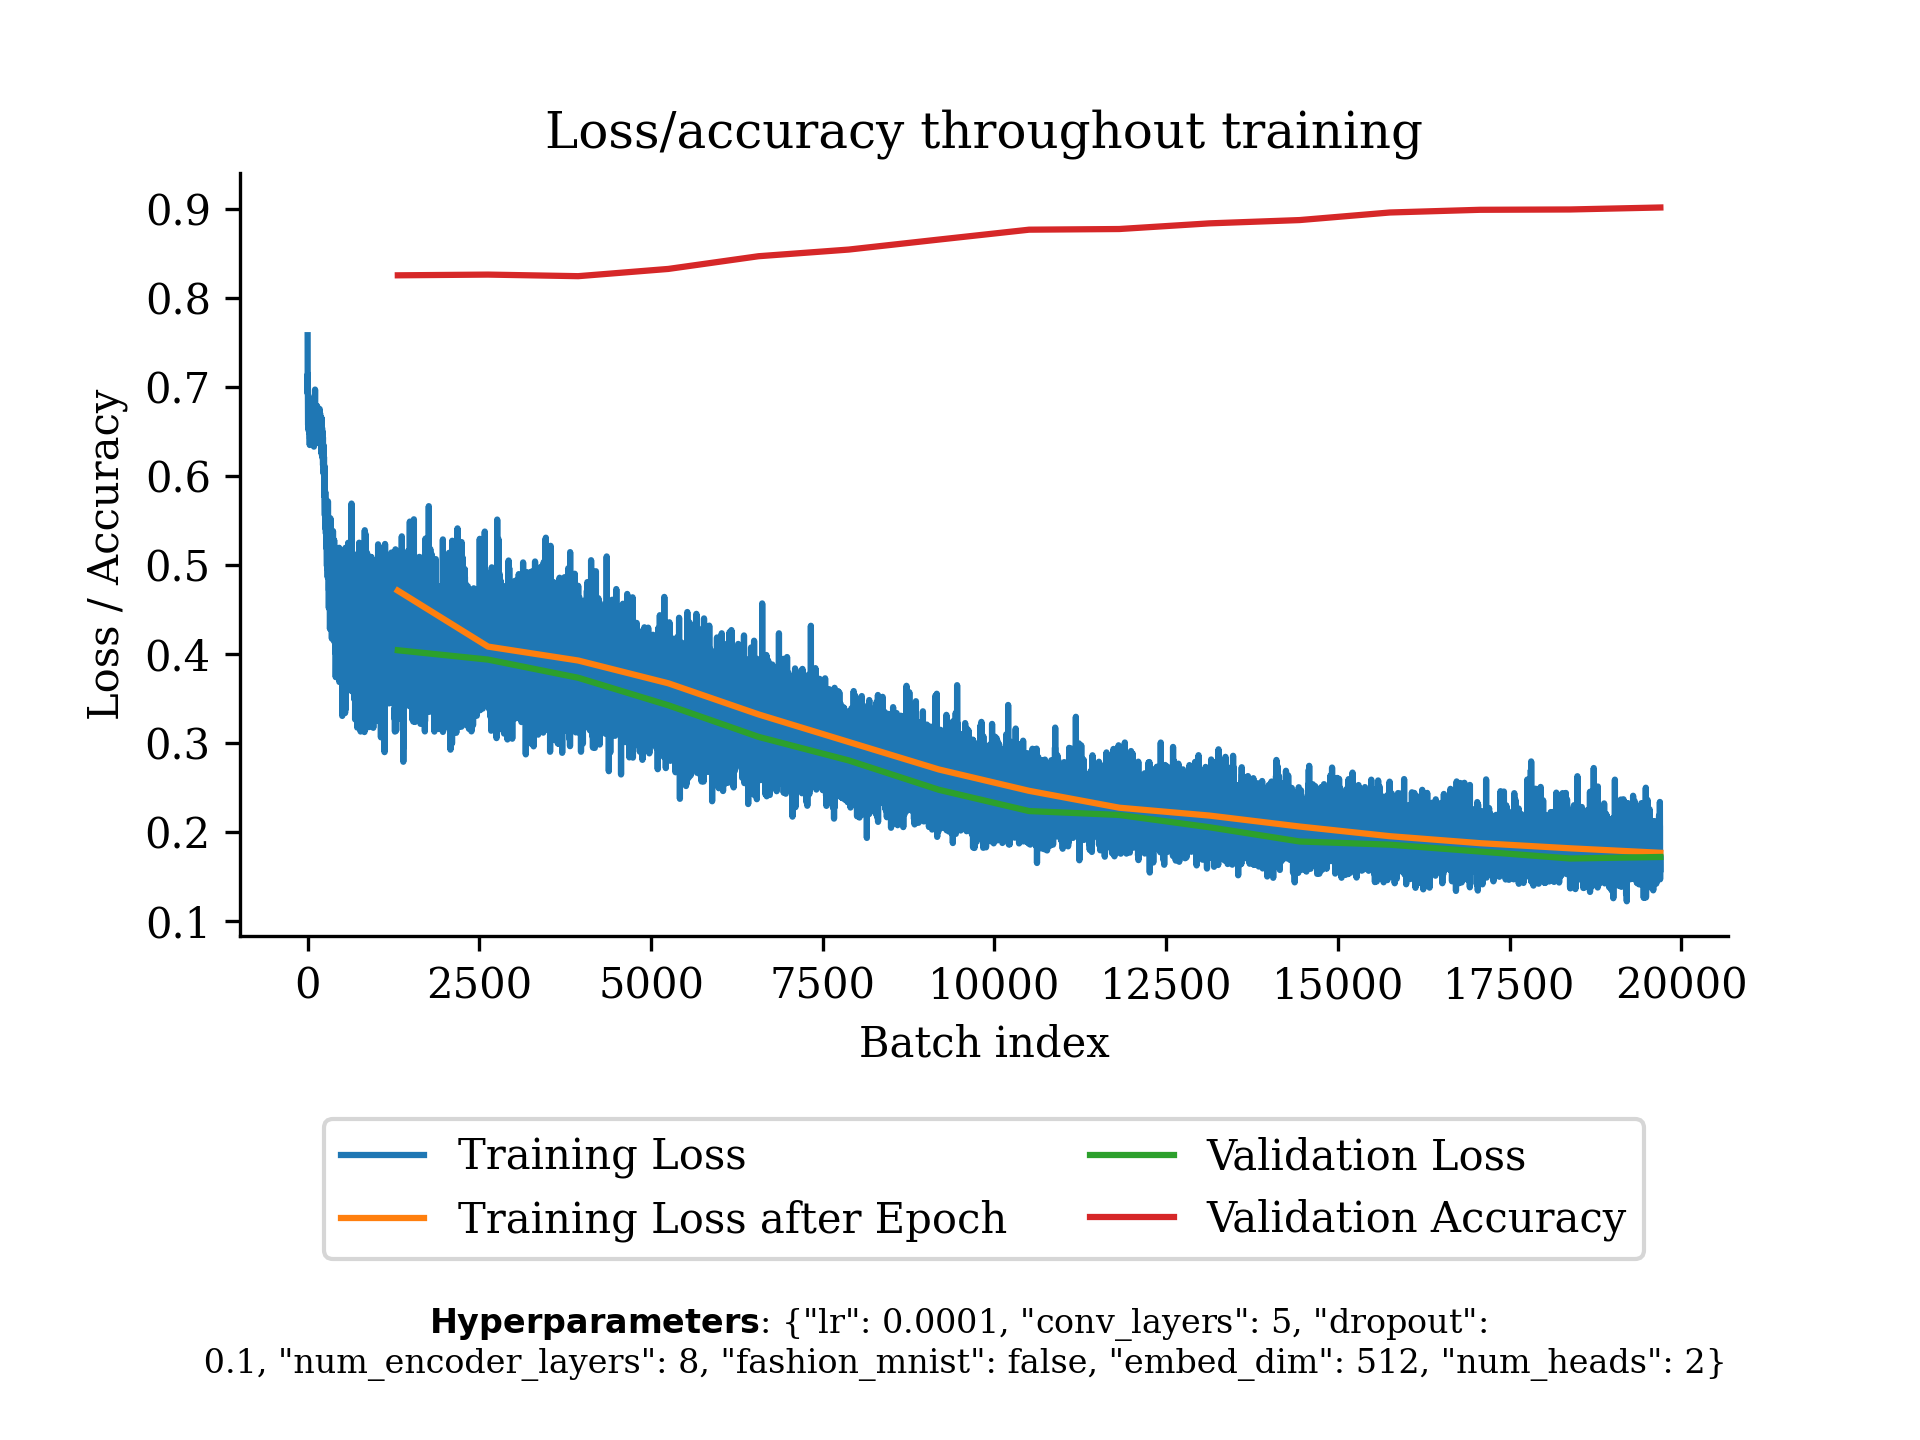 Loss/accuracy throughout training
Loss / Accuracy
0.9
0.8
0.7
0.6
0.5
0.4
0.3
0.2
0.1
0 2500 5000 7500 10000 12500 15000 17500 20000
Batch index
Training Loss
Training Loss after Epoch
Validation Loss
Validation Accuracy
Hyperparameters: {"lr": 0.0001, "conv_layers": 5, "dropout":
0.1, "num_encoder_layers": 8, "fashion_mnist": false, "embed_dim": 512, "num_heads": 2}